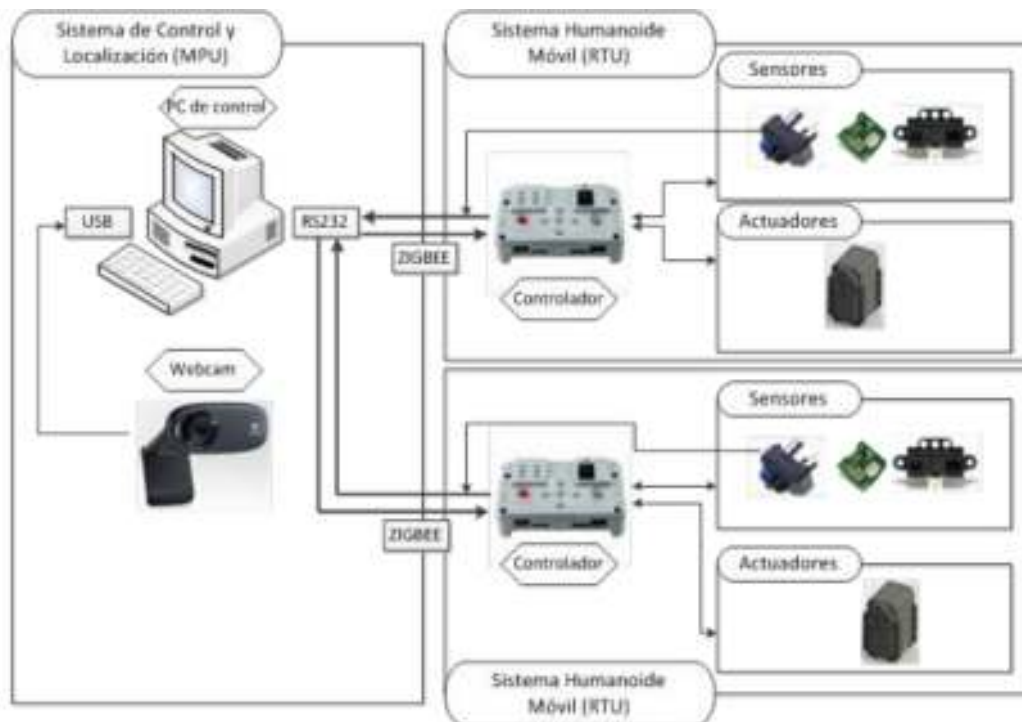 Sistema de Control y
Localización (MPU)
PC de control
USB
RS232
Webcam
ZIGBEE
ZIGBEE
Sistema Humanoide
Móvil (RTU)
Sensores
Controlador
Actuadores
Sensores
Controlador
Actuadores
Sistema Humanoide
Móvil (RTU)